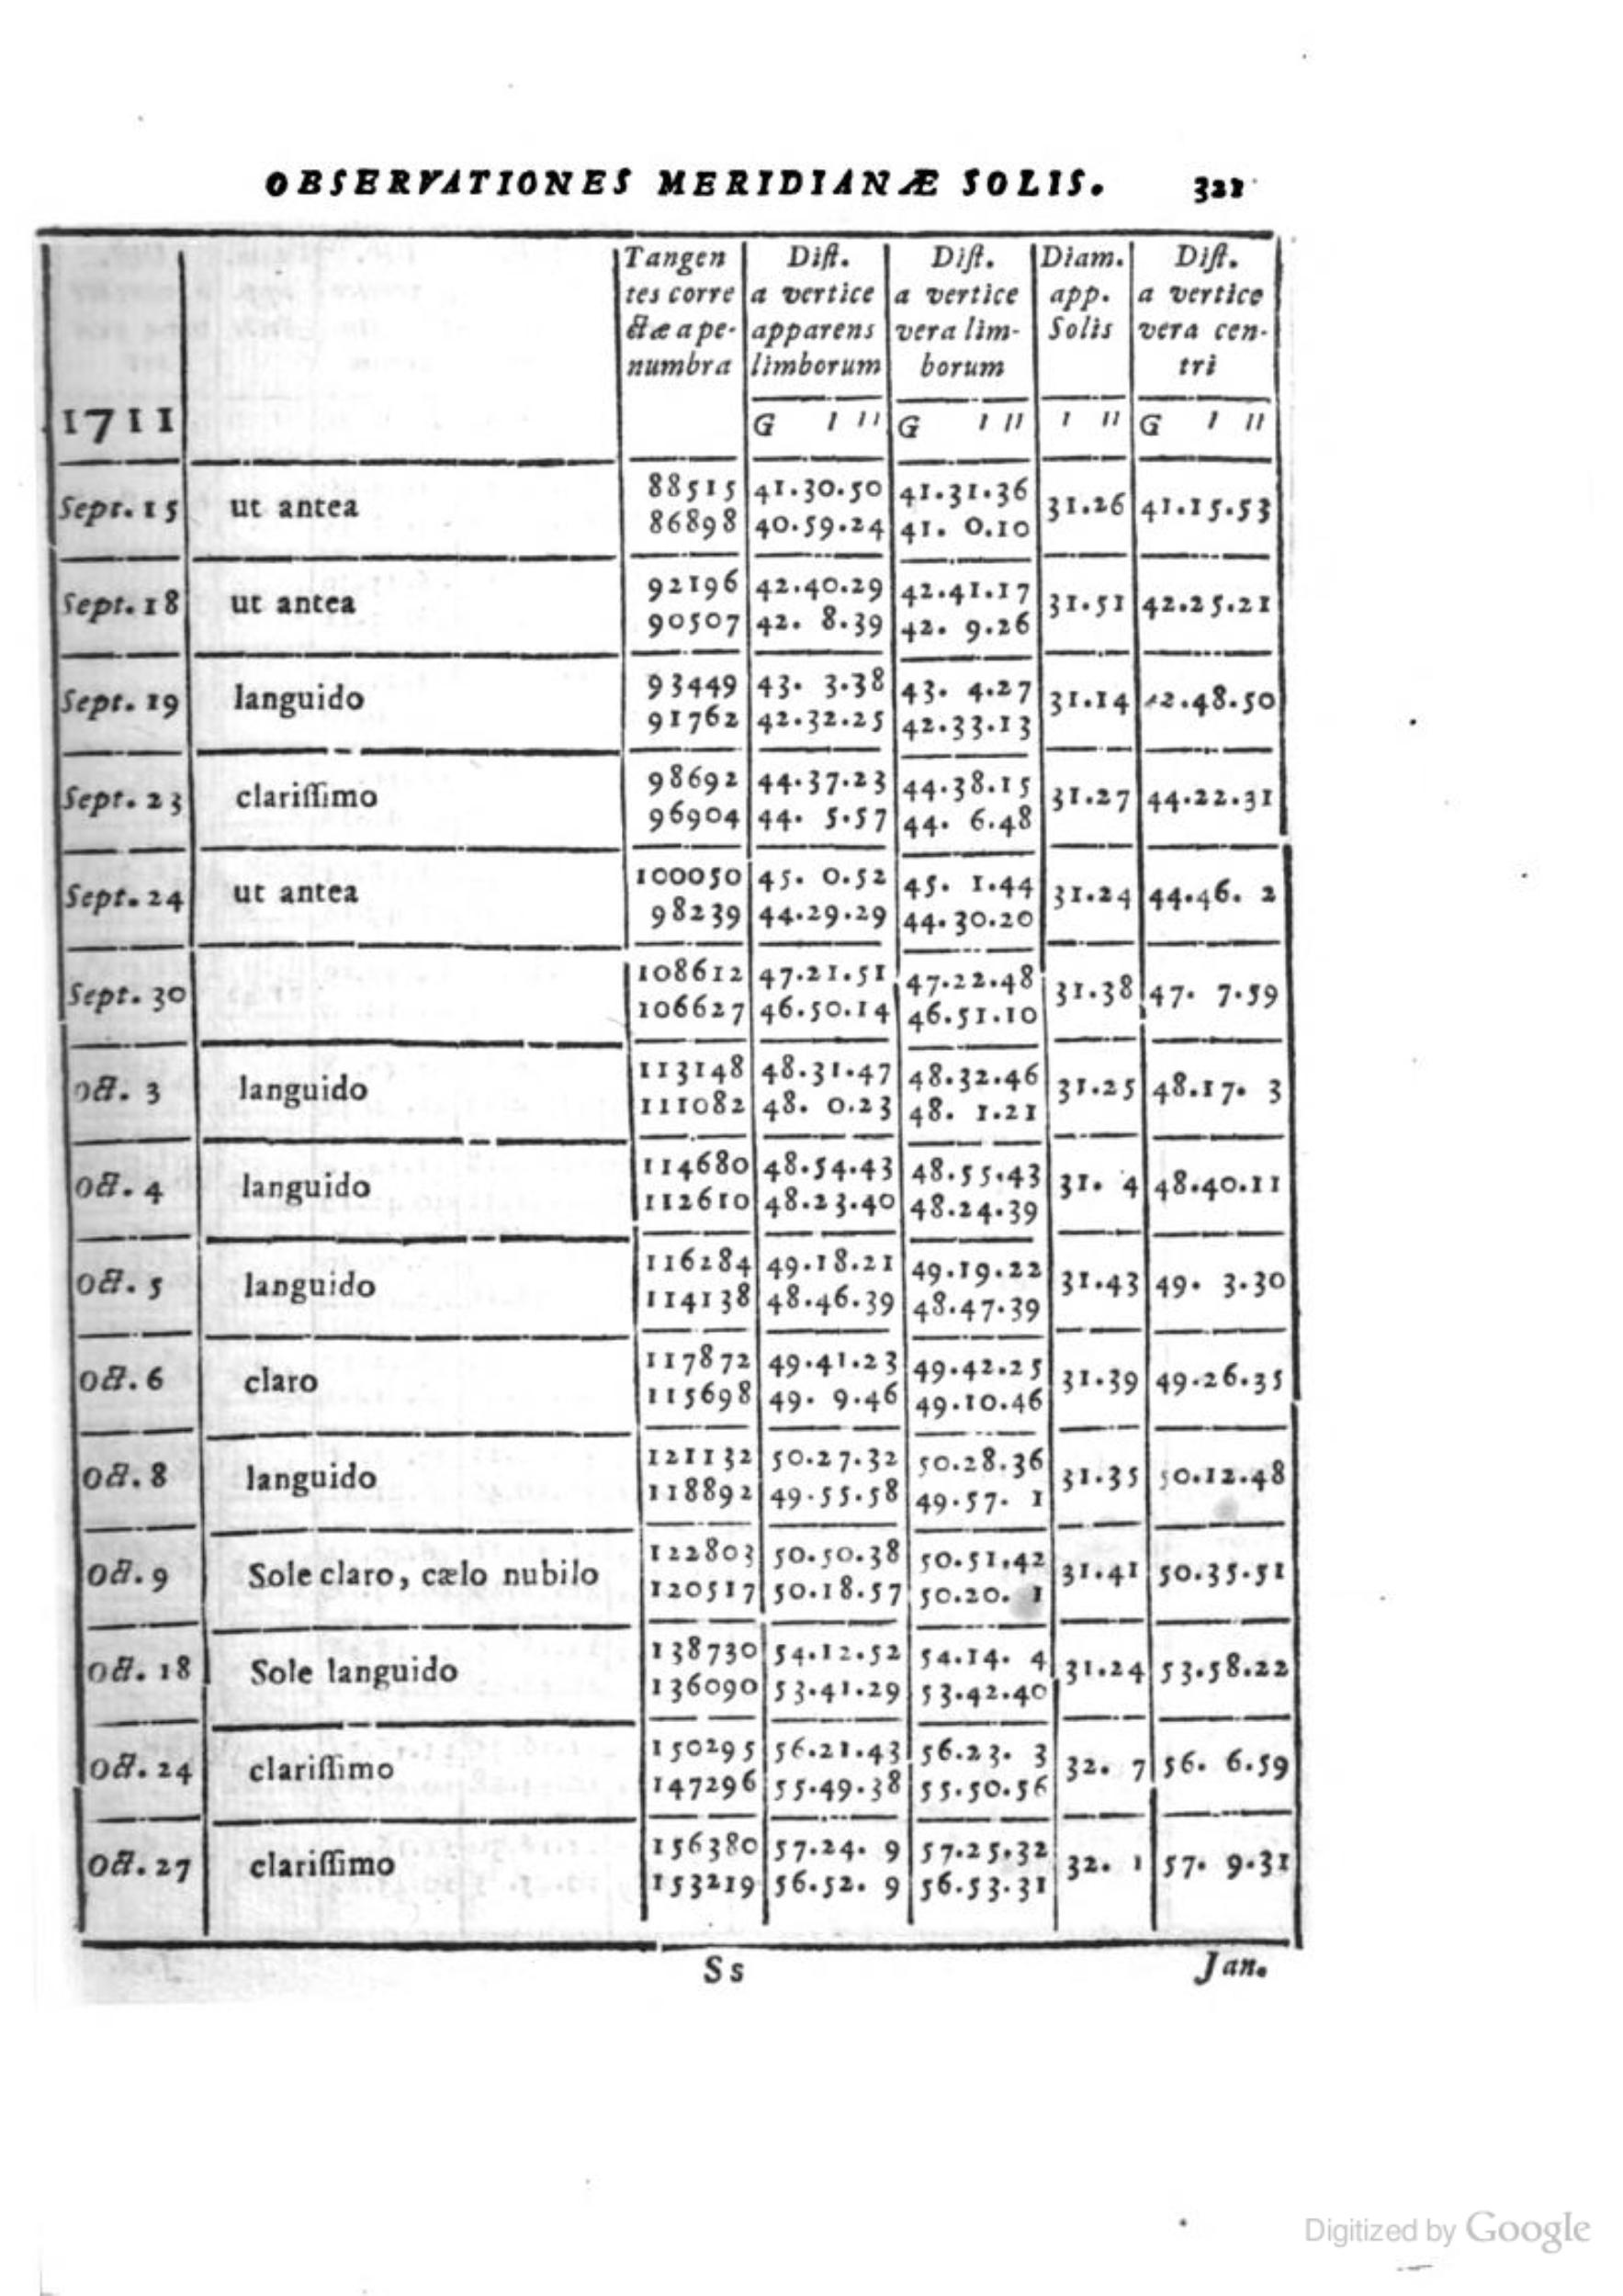 OBSERVATIONES MERIDIANÆ SOLIS. 321
Tangen Dist. Dist. Diam. Dist.
tes corre a vertice a vertice app. a vertice
ctæ a pe- apparens vera lim- Solis vera cen-
numbra limborum borum tri
1711 G I II G I II I II G I II
88515 41.30.50 41.31.36
Sept. 15 ut antea 31.26 41.15.53
86898 40.59.24 41. 0.10
92196 42.40.29 42.41.17
Sept. 18 ut antea 31.51 42.25.21
90507 42. 8.39 42. 9.26
93449 43. 3.38 43. 4.27
Sept. 19 languido 31.14 42.48.50
91762 42.32.25 42.33.13
98692 44.37.23 44.38.15
Sept. 23 clarissimo 31.27 44.22.31
96904 44. 5.57 44. 6.48
100050 45. 0.52 45. 1.44
Sept. 24 ut antea 31.24 44.46. 2
98239 44.29.29 44.30.20
108612 47.21.51 47.22.48
Sept. 30 31.38 47. 7.59
106627 46.50.14 46.51.10
113148 48.31.47 48.32.46
Oct. 3 languido 31.25 48.17. 3
111082 48. 0.23 48. 1.21
114680 48.54.43 48.55.43
Oct. 4 languido 31. 4 48.40.11
112610 48.23.40 48.24.39
116284 49.18.21 49.19.22
Oct. 5 languido 31.43 49. 3.30
114138 48.46.39 48.47.39
117872 49.41.23 49.42.25
Oct. 6 claro 31.39 49.26.35
115698 49. 9.46 49.10.46
121132 50.27.32 50.28.36
Oct. 8 languido 31.35 50.12.48
118892 49.55.58 49.57. 1
122803 50.50.38 50.51.42
Oct. 9 Sole claro, cælo nubilo 31.41 50.35.51
120517 50.18.57 50.20. 1
138730 54.12.52 54.14. 4
Oct. 18 Sole languido 31.24 53.58.22
136090 53.41.29 53.42.40
150295 56.21.43 56.23. 3
Oct. 24 clarissimo 32. 7 56. 6.59
147296 55.49.38 55.50.56
156380 57.24. 9 57.25.32
Oct. 27 clarissimo 32. 1 57. 9.31
153219 56.52. 9 56.53.31
Ss Jan.
Digitized by Google